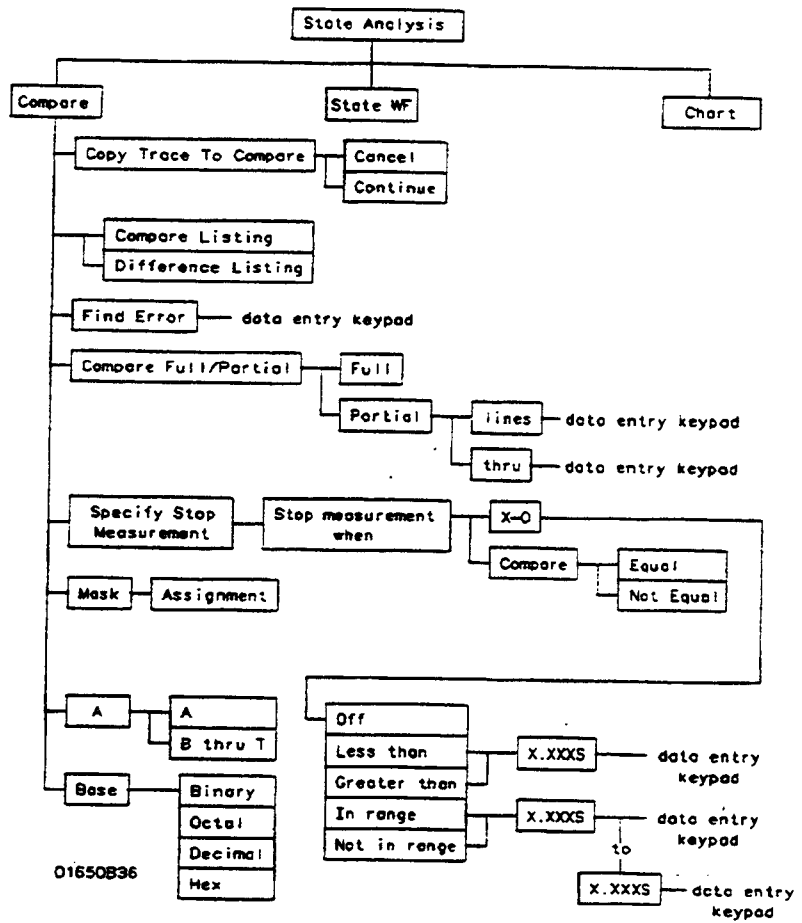 State Analysis
Compare
State WF
Chart
Copy Trace To Compare
Cancel
Continue
Compare Listing
Difference Listing
Find Error
data entry keypad
Compare Full/Partial
Full
Partial
lines
data entry keypad
thru
data entry keypad
Specify Stop
Measurement
Stop measurement
when
X-O
Compare
Equal
Not Equal
Mask
Assignment
A
A
B thru T
Base
Binary
Octal
Decimal
Hex
Off
Less than
Greater than
In range
Not in range
X.XXXS
data entry
keypad
X.XXXS
data entry
keypad
to
X.XXXS
data entry
keypad
01650B36